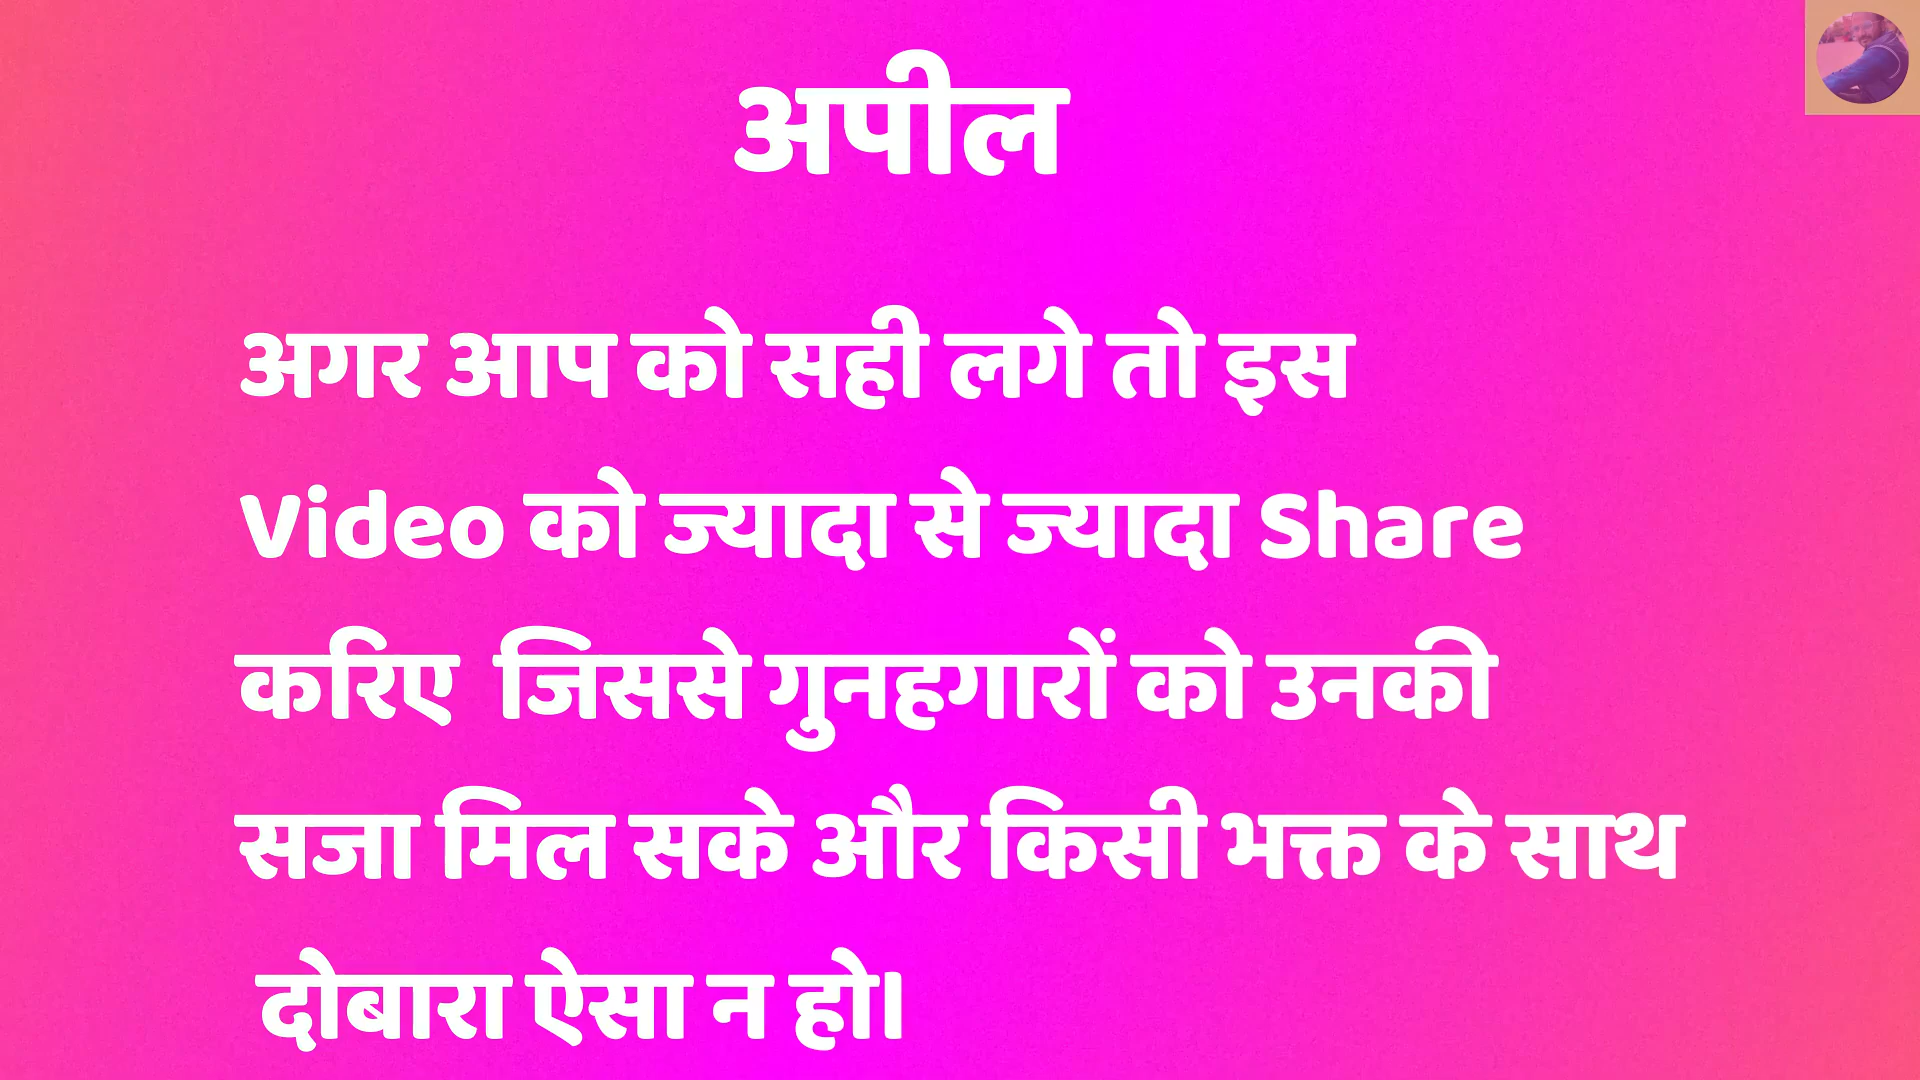 अपील
अगर आप को सही लगे तो इस
Video को ज्यादा से ज्यादा Share
करिए जिससे गुनहगारों को उनकी
सजा मिल सके और किसी भक्त के साथ
दोबारा ऐसा न हो।